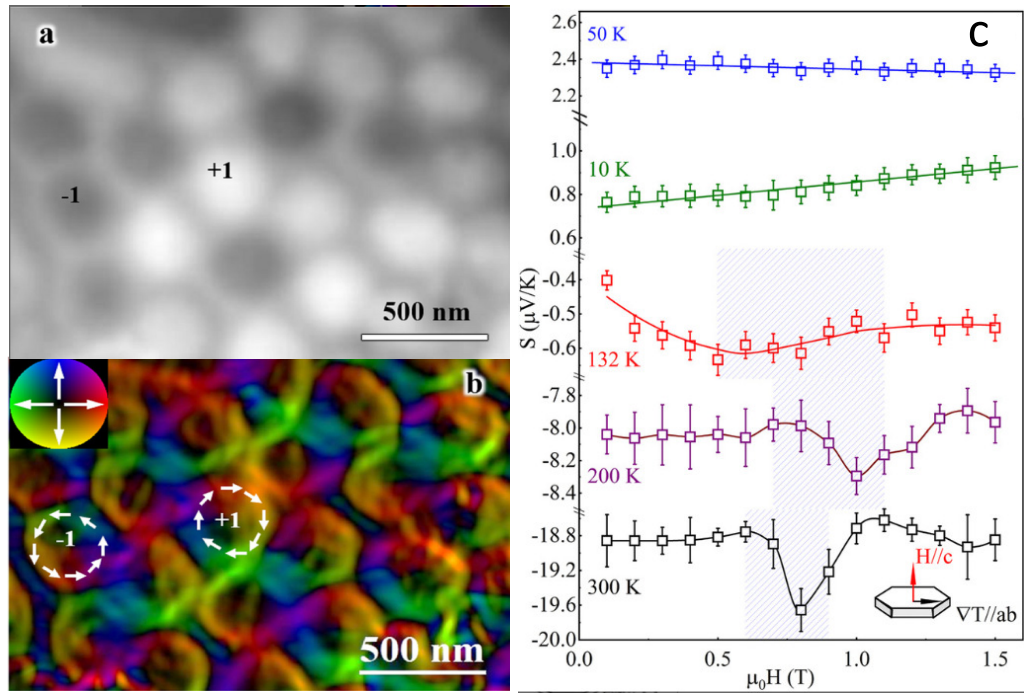 a
+1
-1
500 nm
b
-1
+1
500 nm
C
50 K
10 K
132 K
200 K
300 K
2.6
2.4
2.2
1.0
0.8
0.6
-0.4
-0.5
-0.6
-7.8
-8.0
-8.2
-8.4
-18.8
-19.2
-19.6
-20.0
S (μV/K)
H//c
∇T//ab
0.0
0.5
1.0
1.5
μ₀H (T)